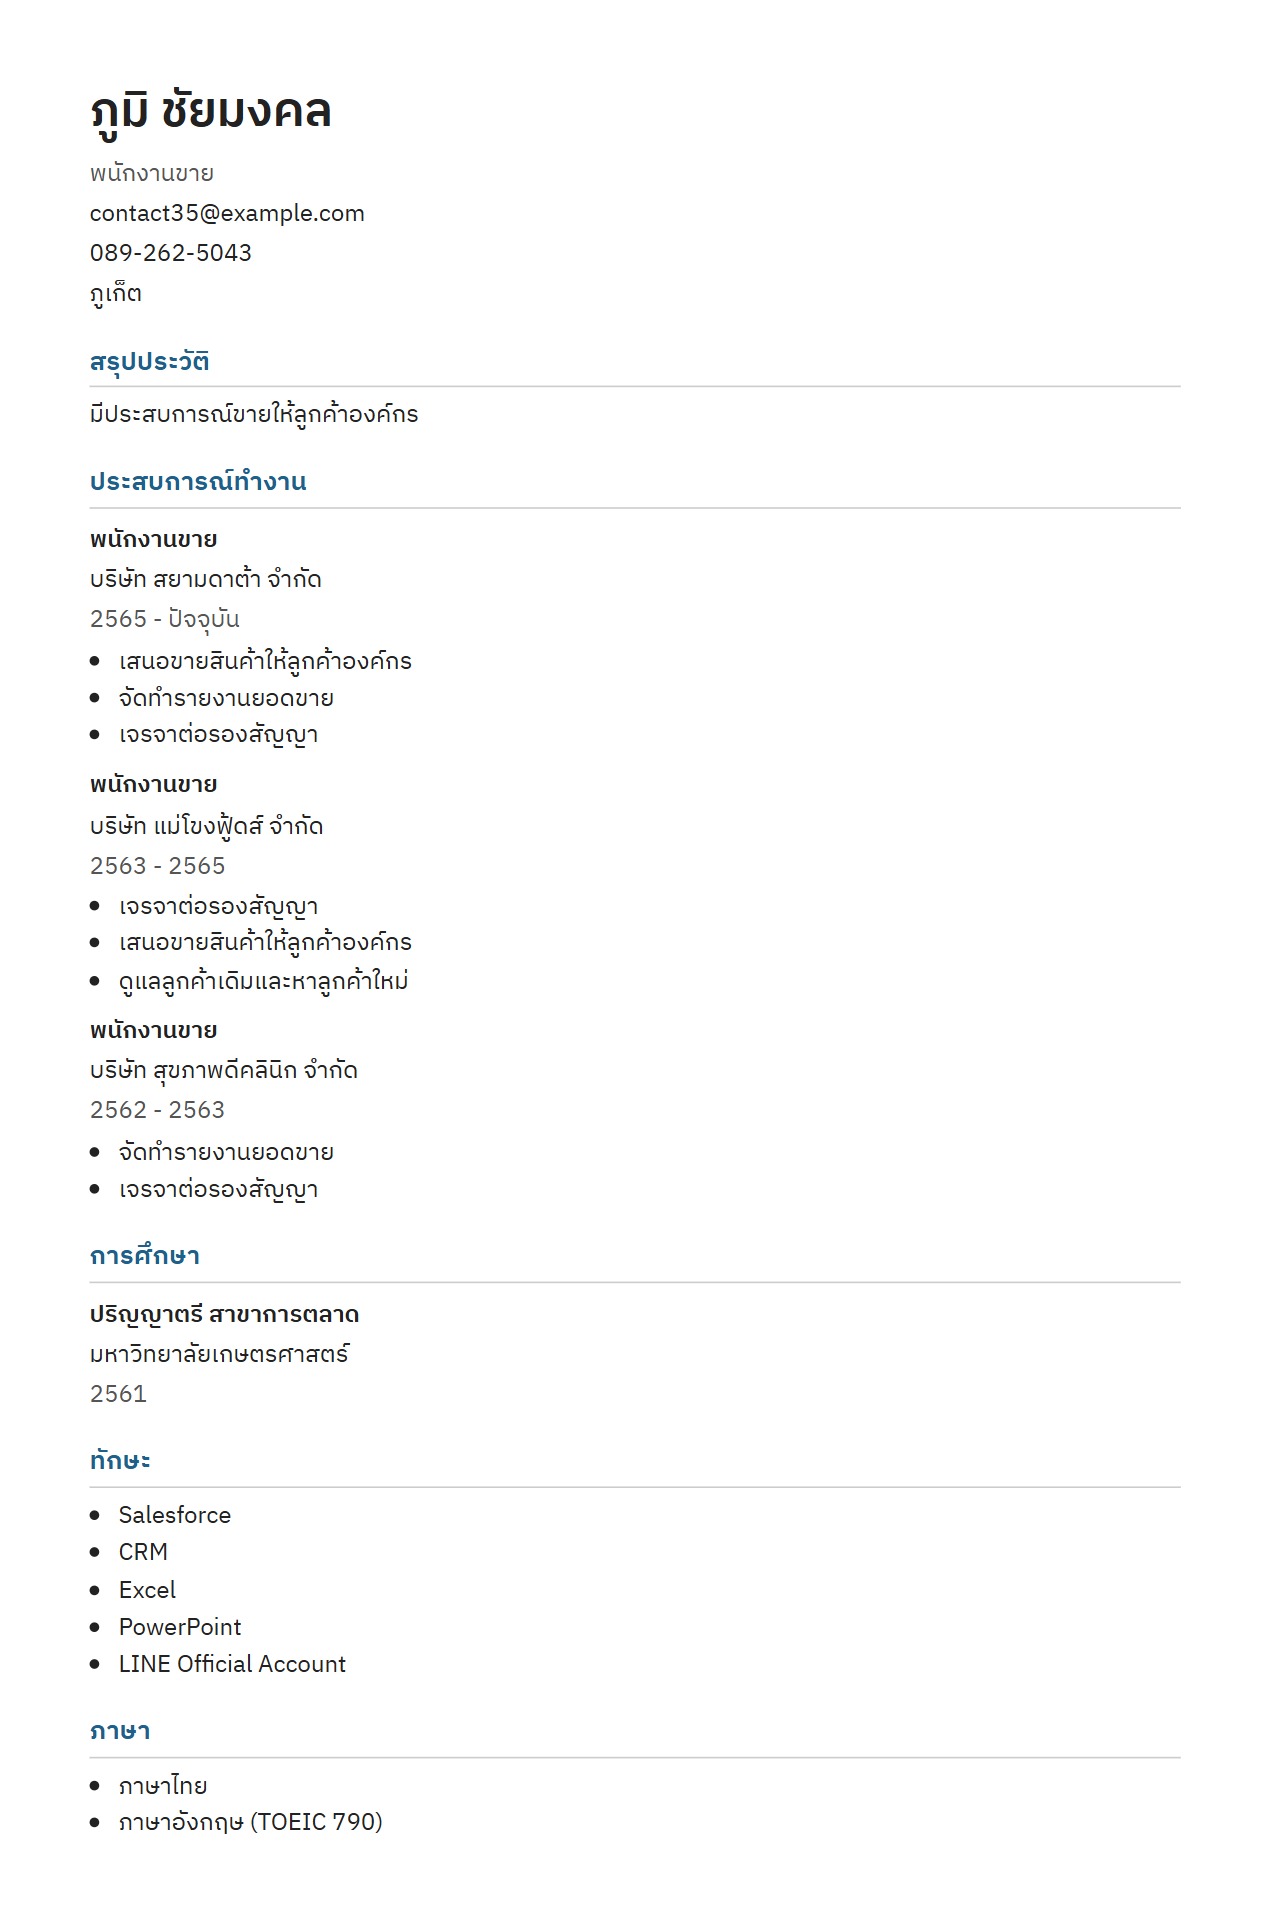 ภูมิ ชัยมงคล
พนักงานขาย
contact35@example.com
089-262-5043
ภูเก็ต
สรุปประวัติ
มีประสบการณ์ขายให้ลูกค้าองค์กร
ประสบการณ์ทำงาน
พนักงานขาย
บริษัท สยามดาต้า จำกัด
2565 - ปัจจุบัน
• เสนอขายสินค้าให้ลูกค้าองค์กร
• จัดทำรายงานยอดขาย
• เจรจาต่อรองสัญญา
พนักงานขาย
บริษัท แม่โขงฟู้ดส์ จำกัด
2563 - 2565
• เจรจาต่อรองสัญญา
• เสนอขายสินค้าให้ลูกค้าองค์กร
• ดูแลลูกค้าเดิมและหาลูกค้าใหม่
พนักงานขาย
บริษัท สุขภาพดีคลินิก จำกัด
2562 - 2563
• จัดทำรายงานยอดขาย
• เจรจาต่อรองสัญญา
การศึกษา
ปริญญาตรี สาขาการตลาด
มหาวิทยาลัยเกษตรศาสตร์
2561
ทักษะ
• Salesforce
• CRM
• Excel
• PowerPoint
• LINE Official Account
ภาษา
• ภาษาไทย
• ภาษาอังกฤษ (TOEIC 790)